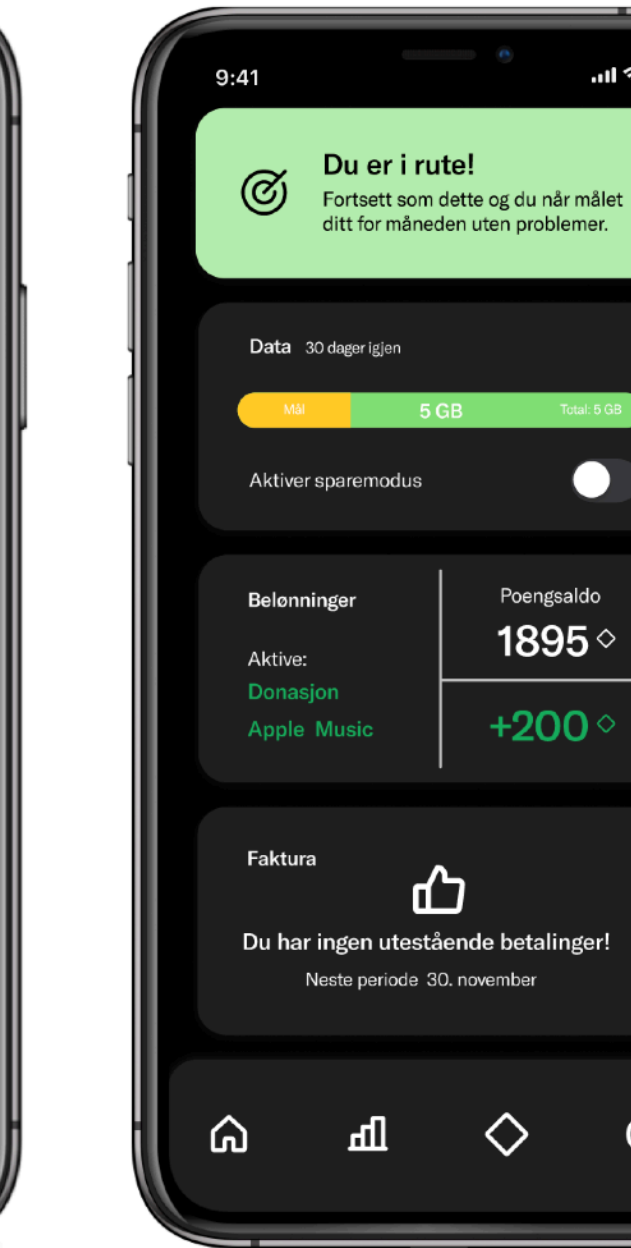 9:41
Du er i rute!
Fortsett som dette og du når målet
ditt for måneden uten problemer.
Data 30 dager igjen
Mål 5 GB Total: 5 GB
Aktiver sparemodus
Belønninger
Aktive:
Donasjon
Apple Music
Poengsaldo
1895
+200
Faktura
Du har ingen utestående betalinger!
Neste periode 30. november